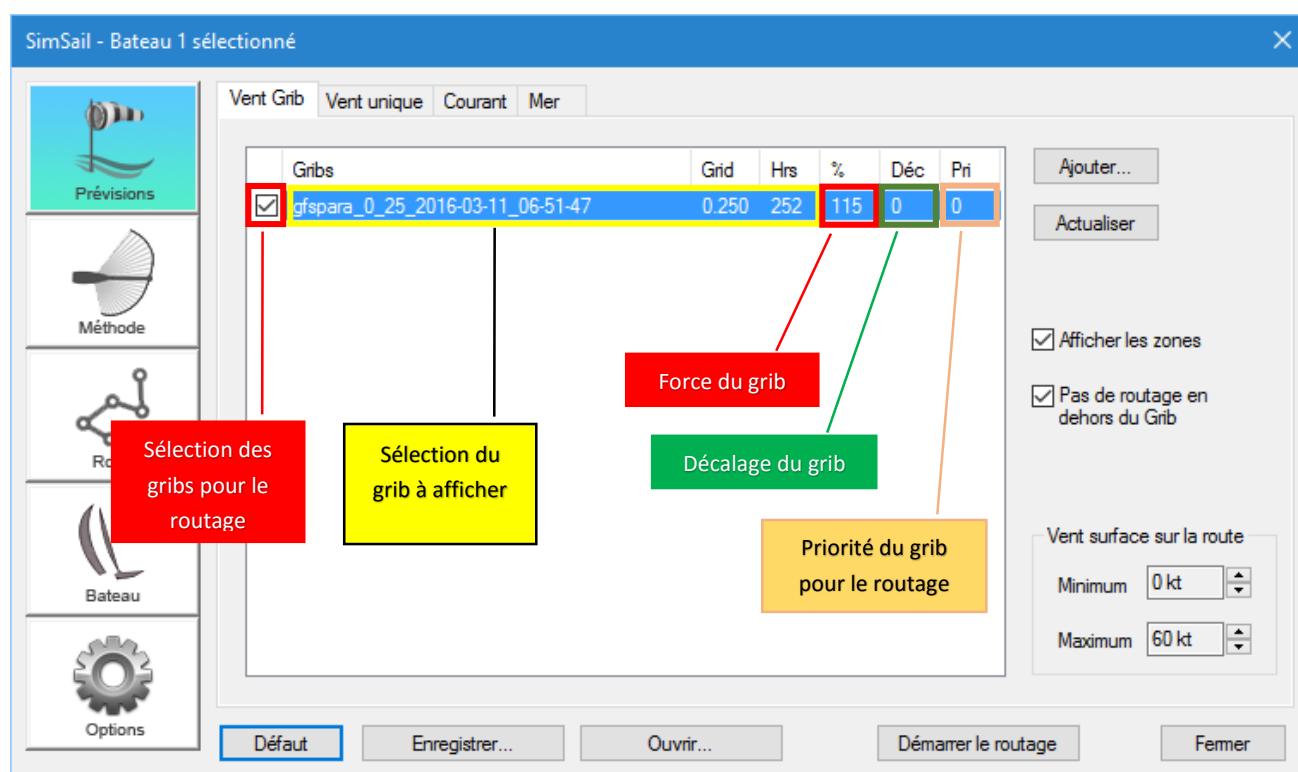 SimSail - Bateau 1 sélectionné
Vent Grib Vent unique Courant Mer
Prévisions
Méthode
Ro
Bateau
Options
Gribs Grid Hrs % Déc Pri
gfspara_0_25_2016-03-11_06-51-47 0.250 252 115 0 0
Sélection des
gribs pour le
routage
Sélection du
grib à afficher
Force du grib
Décalage du grib
Priorité du grib
pour le routage
Ajouter...
Actualiser
Afficher les zones
Pas de routage en
dehors du Grib
Vent surface sur la route
Minimum 0 kt
Maximum 60 kt
Défaut Enregistrer... Ouvrir... Démarrer le routage Fermer